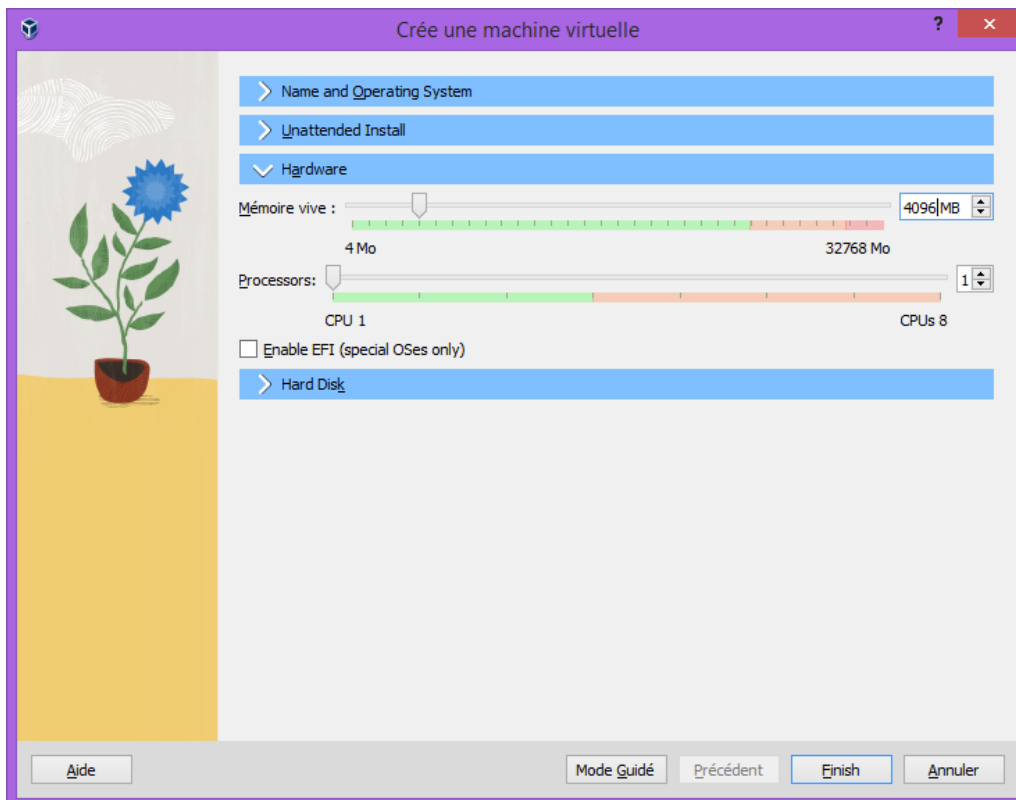 Crée une machine virtuelle
?
Name and Operating System
Unattended Install
Hardware
Mémoire vive : 4096 MB
4 Mo 32768 Mo
Processors: 1
CPU 1 CPUs 8
Enable EFI (special OSes only)
Hard Disk
Aide Mode Guidé Précédent Finish Annuler